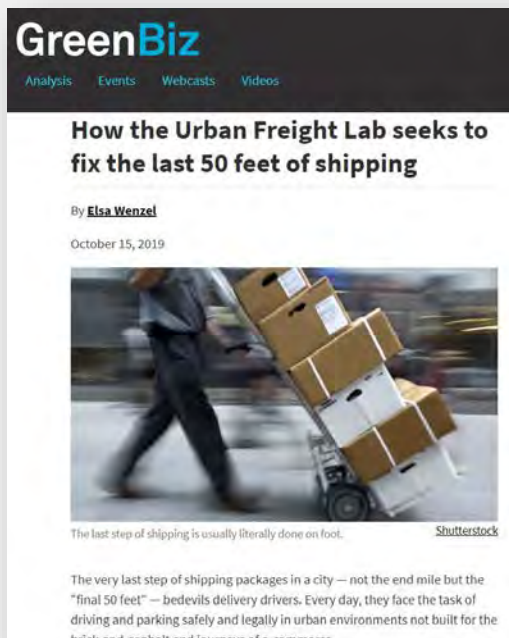 GreenBiz
Analysis Events Webcasts Videos
How the Urban Freight Lab seeks to
fix the last 50 feet of shipping
By Elsa Wenzel
October 15, 2019
The last step of shipping is usually literally done on foot.
Shutterstock
The very last step of shipping packages in a city — not the end mile but the
"final 50 feet" — bedevils delivery drivers. Every day, they face the task of
driving and parking safely and legally in urban environments not built for the